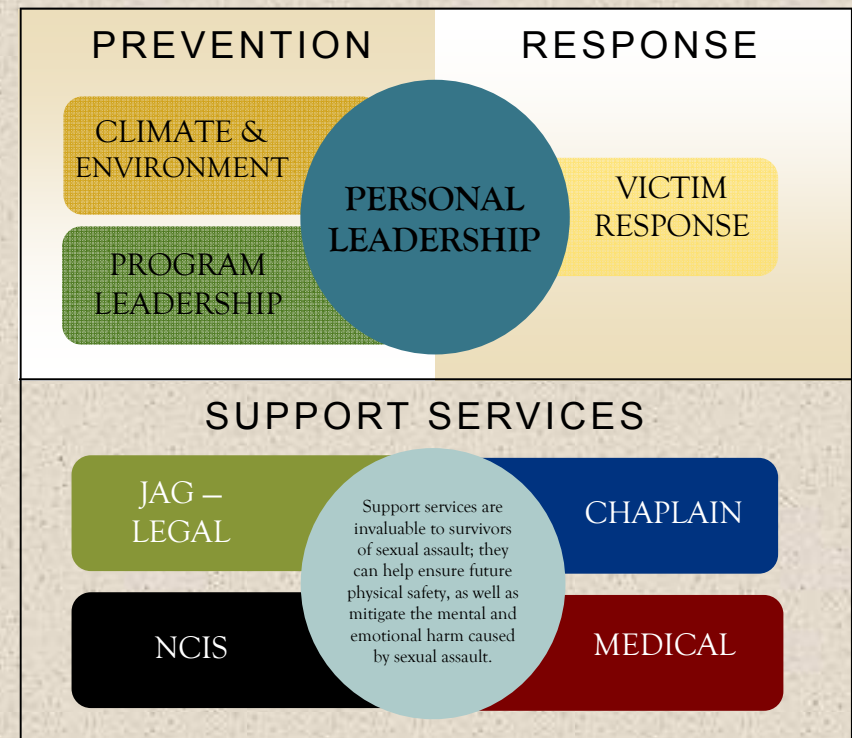 PREVENTION
RESPONSE
CLIMATE &
ENVIRONMENT
PROGRAM
LEADERSHIP
PERSONAL
LEADERSHIP
VICTIM
RESPONSE
SUPPORT SERVICES
JAG –
LEGAL
NCIS
Support services are
invaluable to survivors
of sexual assault; they
can help ensure future
physical safety, as well as
mitigate the mental and
emotional harm caused
by sexual assault.
CHAPLAIN
MEDICAL